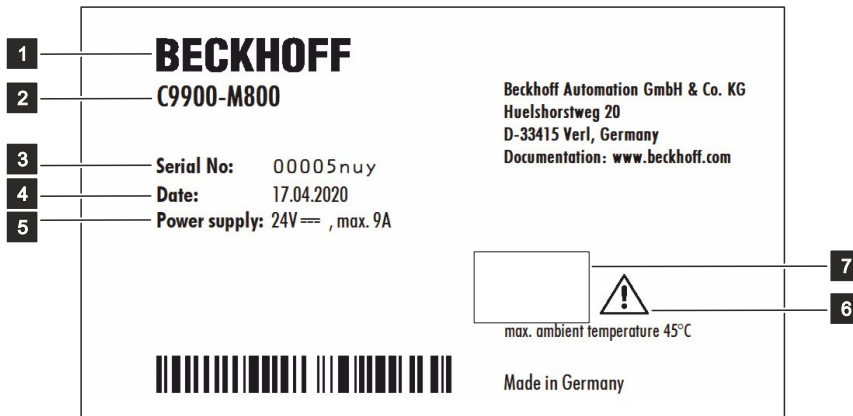 1
BECKHOFF
2
C9900-M800
Beckhoff Automation GmbH & Co. KG
Huelshorstweg 20
D-33415 Verl, Germany
Documentation: www.beckhoff.com
3
Serial No: 00005nuy
4
Date: 17.04.2020
5
Power supply: 24V⎓ , max. 9A
7
6
max. ambient temperature 45°C
Made in Germany